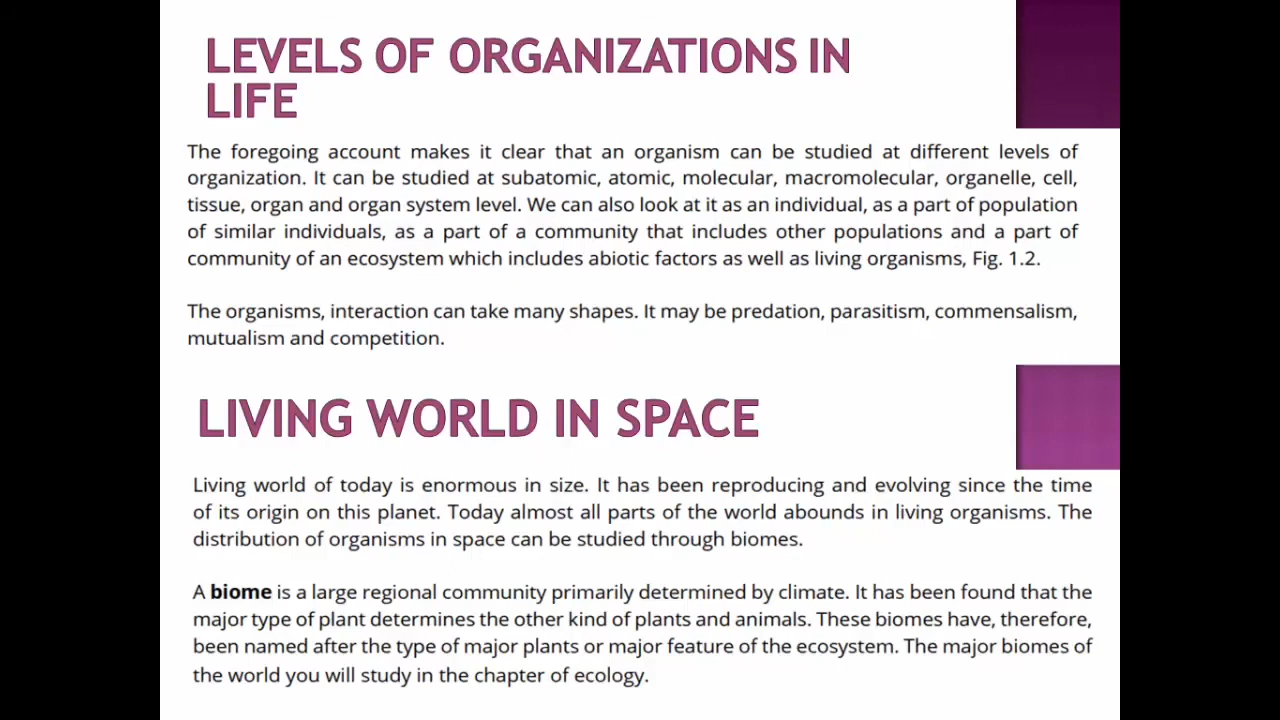 LEVELS OF ORGANIZATIONS IN
LIFE
The foregoing account makes it clear that an organism can be studied at different levels of
organization. It can be studied at subatomic, atomic, molecular, macromolecular, organelle, cell,
tissue, organ and organ system level. We can also look at it as an individual, as a part of population
of similar individuals, as a part of a community that includes other populations and a part of
community of an ecosystem which includes abiotic factors as well as living organisms, Fig. 1.2.
The organisms, interaction can take many shapes. It may be predation, parasitism, commensalism,
mutualism and competition.
LIVING WORLD IN SPACE
Living world of today is enormous in size. It has been reproducing and evolving since the time
of its origin on this planet. Today almost all parts of the world abounds in living organisms. The
distribution of organisms in space can be studied through biomes.
A biome is a large regional community primarily determined by climate. It has been found that the
major type of plant determines the other kind of plants and animals. These biomes have, therefore,
been named after the type of major plants or major feature of the ecosystem. The major biomes of
the world you will study in the chapter of ecology.